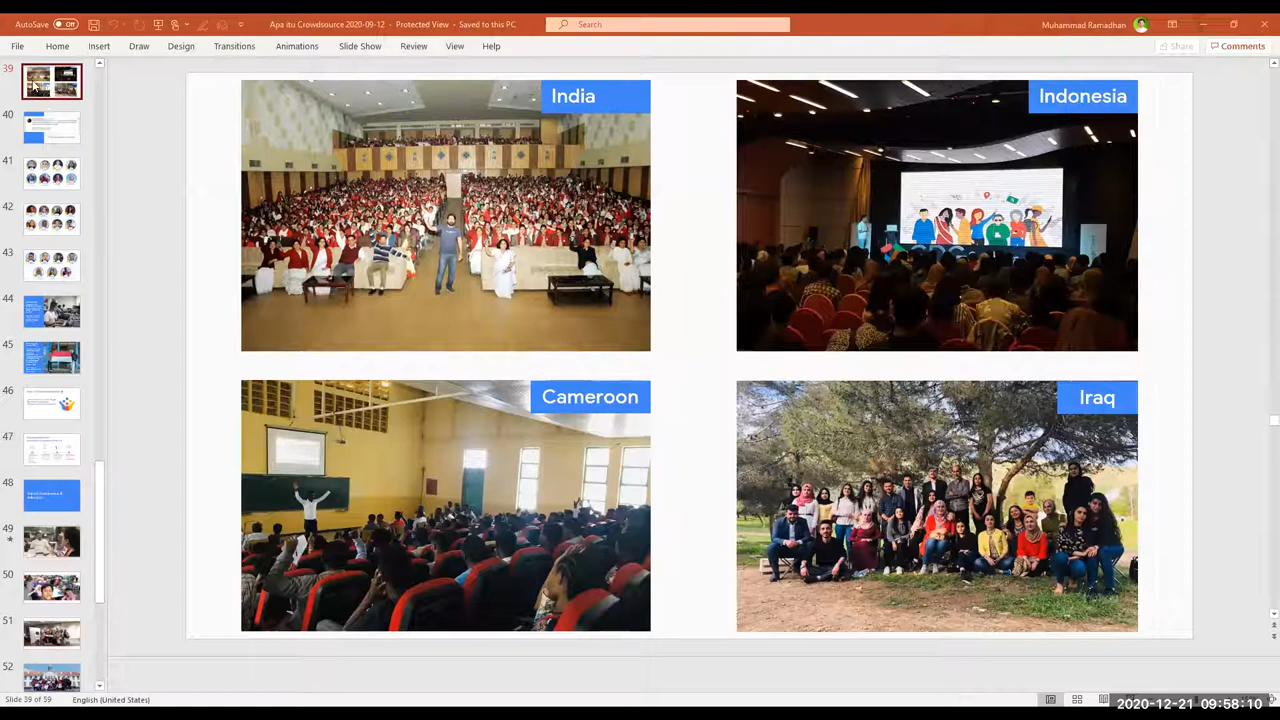 AutoSave
Off
Apa itu Crowdsource 2020-09-12 - Protected View - Saved to this PC
Search
Muhammad Ramadhan
File
Home
Insert
Draw
Design
Transitions
Animations
Slide Show
Review
View
Help
Share
Comments
39
40
41
42
43
44
45
46
47
48
49
50
51
52
India
Indonesia
Cameroon
Iraq
Slide 39 of 59
English (United States)
2020-12-21 09:58:10